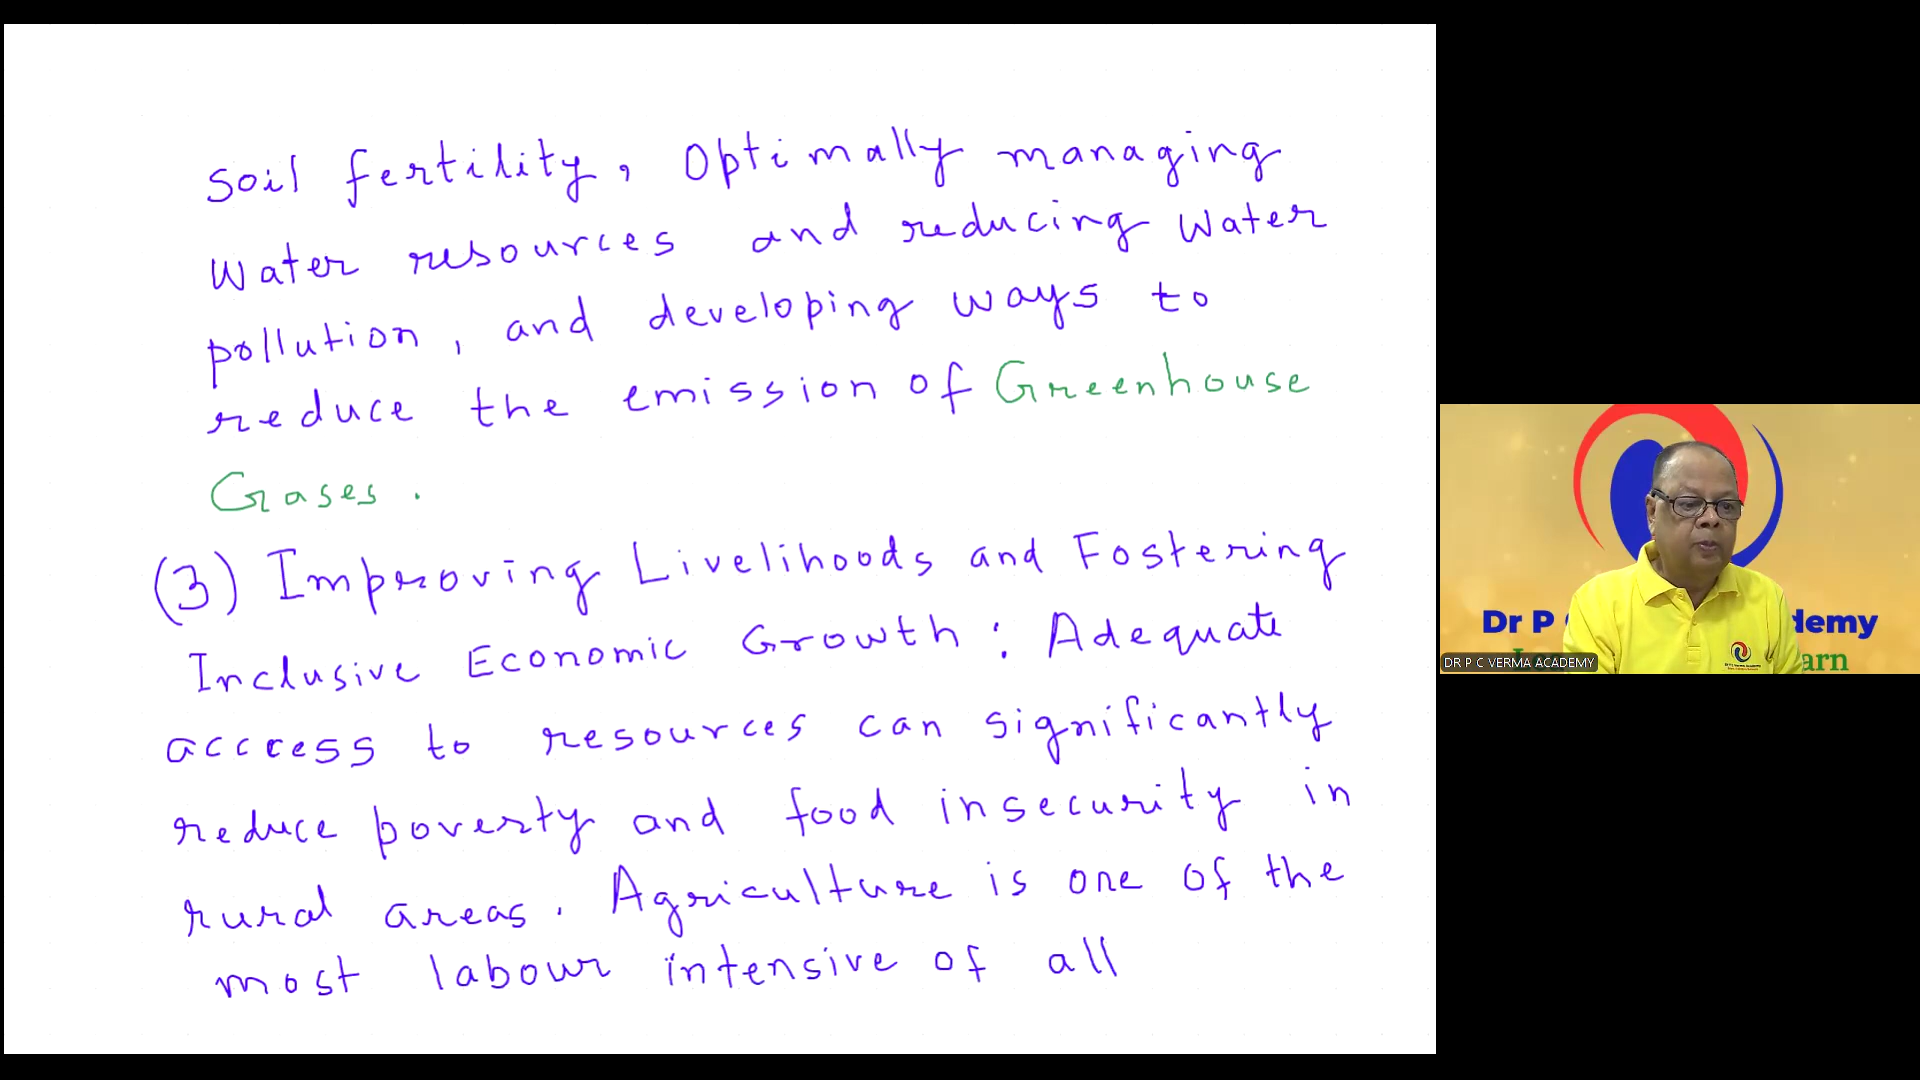 soil fertility, Optimally managing
water resources and reducing water
pollution, and developing ways to
reduce the emission of Greenhouse
Gases.
(3) Improving Livelihoods and Fostering
Inclusive Economic Growth: Adequate
access to resources can significantly
reduce poverty and food insecurity in
rural areas. Agriculture is one of the
most labour intensive of all
Dr P demy
arn
DR P C VERMA ACADEMY